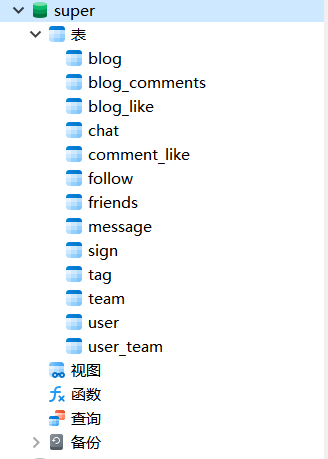 super
表
blog
blog_comments
blog_like
chat
comment_like
follow
friends
message
sign
tag
team
user
user_team
视图
函数
查询
备份